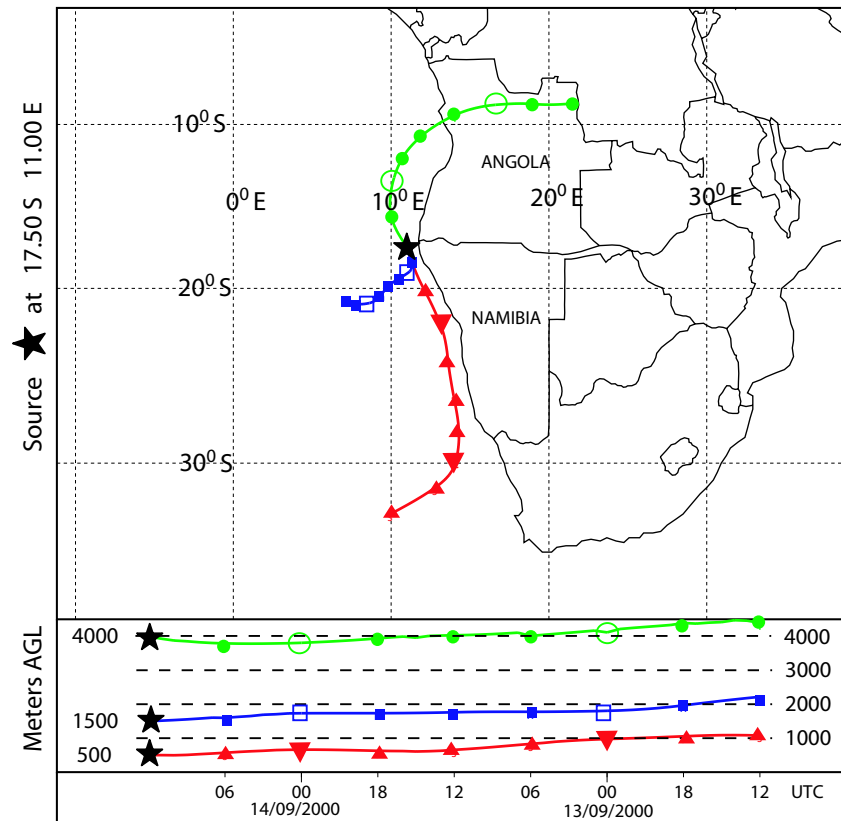 Source ★ at 17.50 S 11.00 E
10⁰ S
ANGOLA
0⁰ E 10⁰ E 20⁰ E 30⁰ E
20⁰ S
NAMIBIA
30⁰ S
Meters AGL
4000 4000
3000
2000
1500
1000
500
06 00 18 12 06 00 18 12 UTC
14/09/2000 13/09/2000